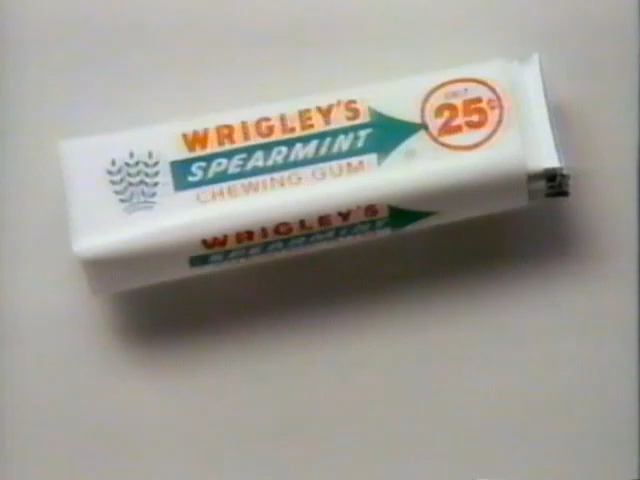 WRIGLEY'S
SPEARMINT
CHEWING GUM
ONLY
25¢
WRIGLEY'S
SPEARMINT